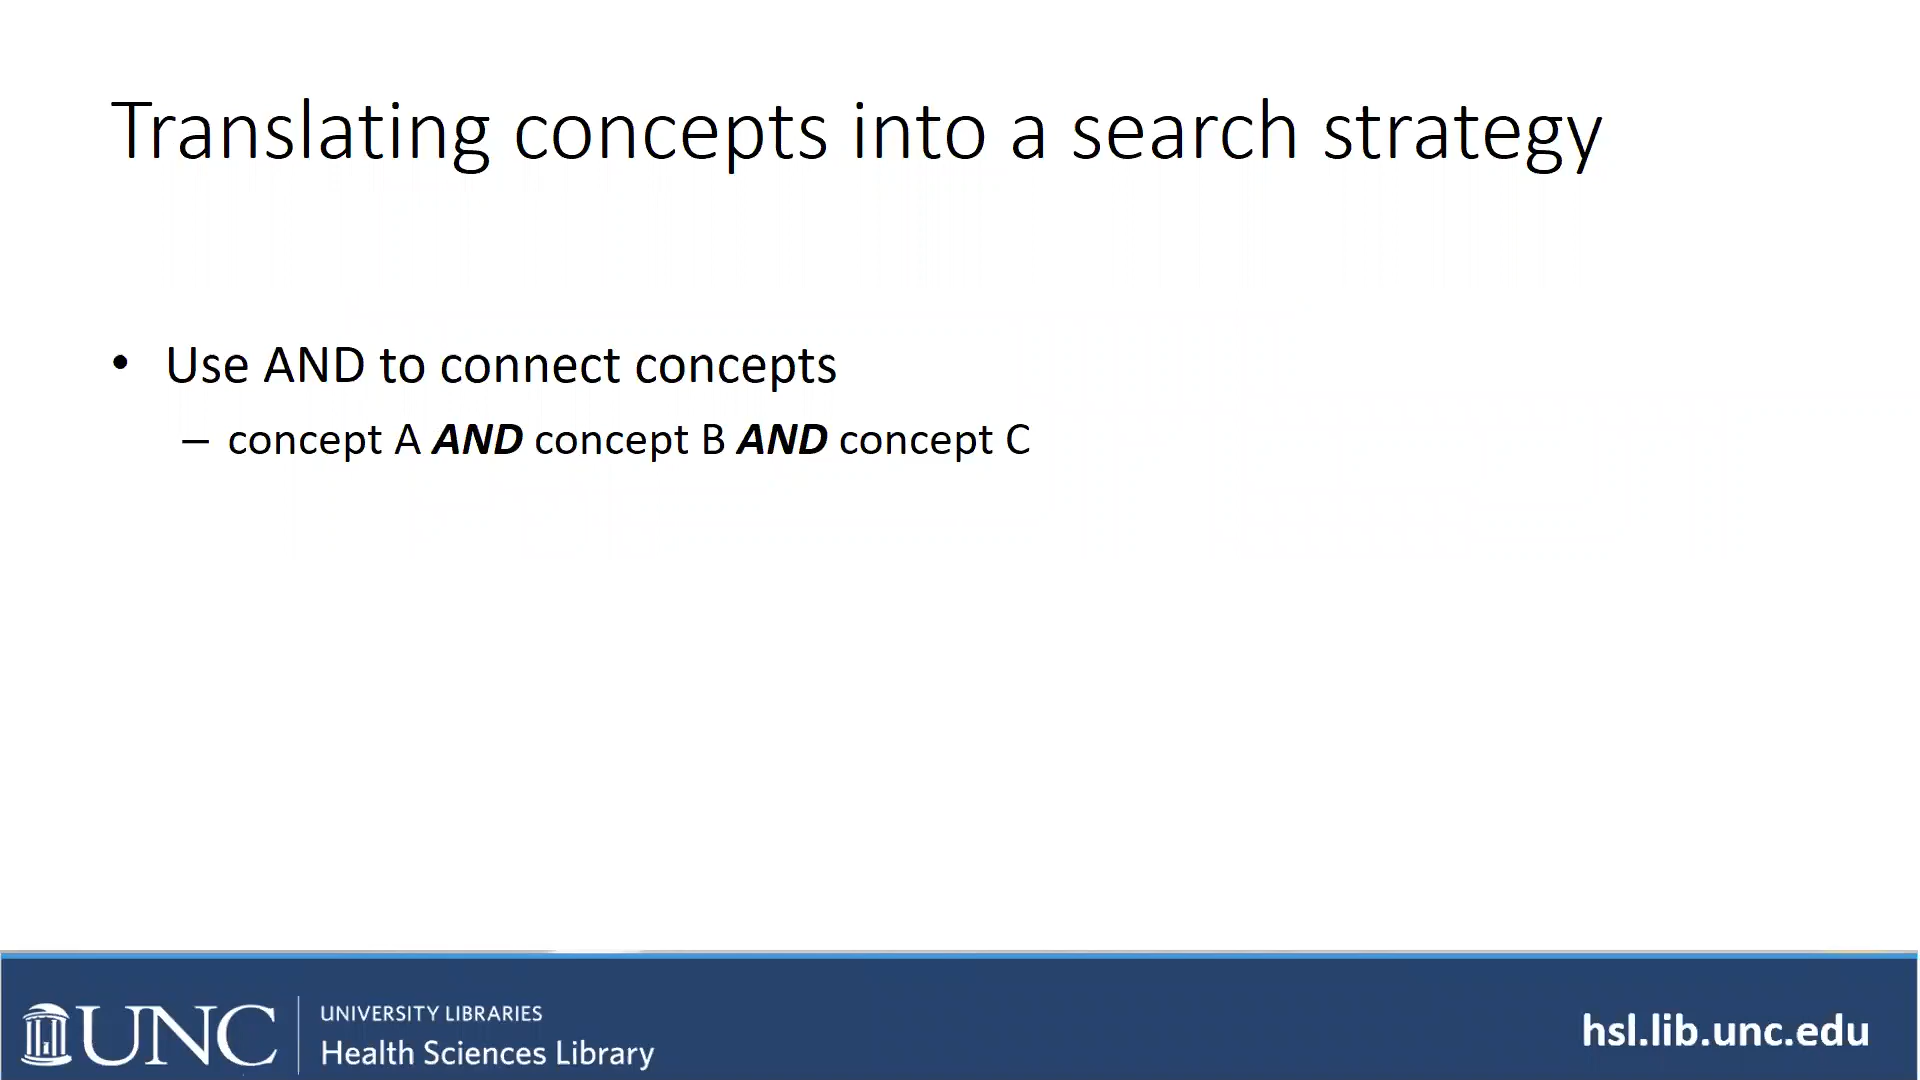 Translating concepts into a search strategy
• Use AND to connect concepts
– concept A AND concept B AND concept C
UNC
UNIVERSITY LIBRARIES
Health Sciences Library
hsl.lib.unc.edu